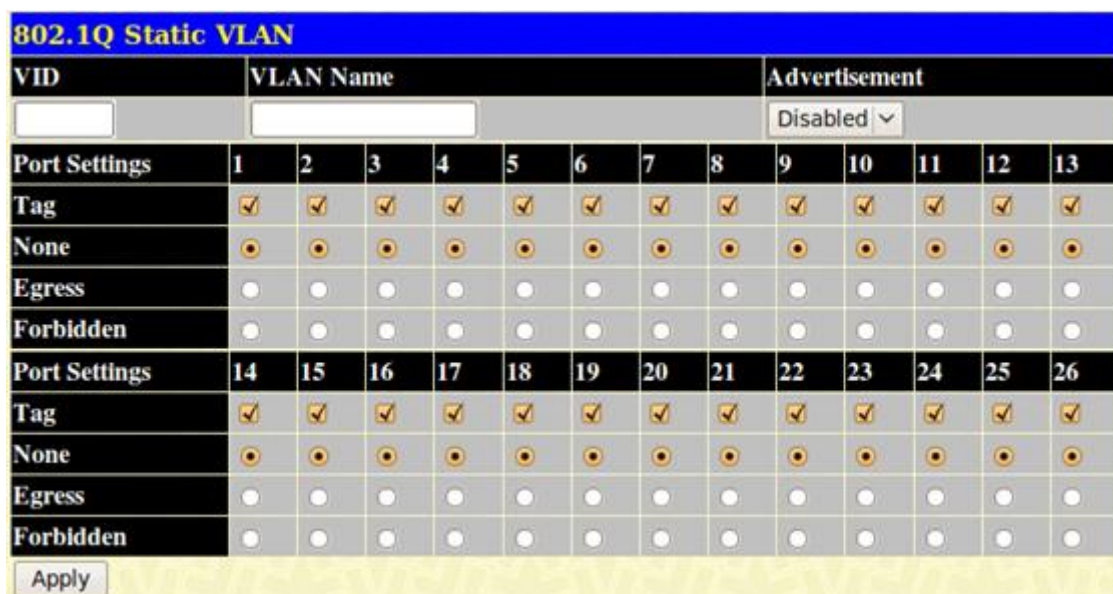 802.1Q Static VLAN
VID VLAN Name Advertisement
Disabled
Port Settings 1 2 3 4 5 6 7 8 9 10 11 12 13
Tag
None
Egress
Forbidden
Port Settings 14 15 16 17 18 19 20 21 22 23 24 25 26
Tag
None
Egress
Forbidden
Apply